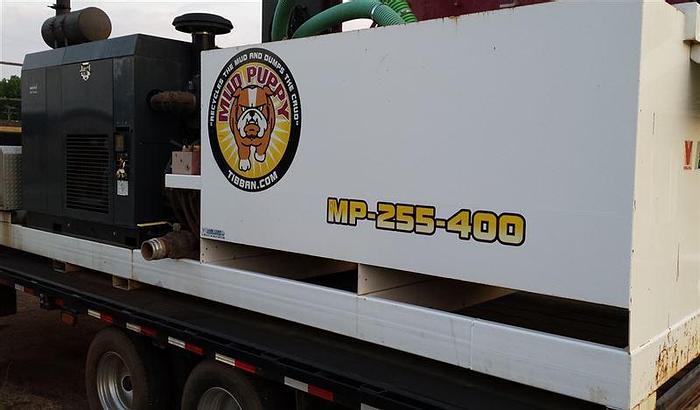 "RECYCLES THE MUD AND DUMPS THE CRUD"
MUD PUPPY
TIBBAN.COM
MP-255-400